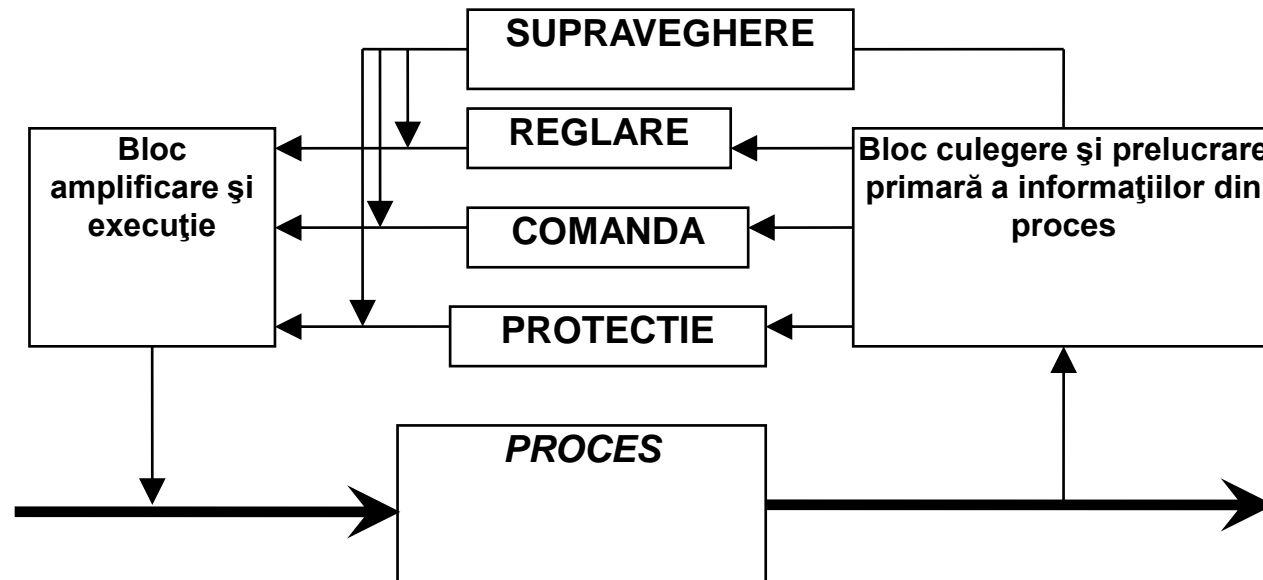 SUPRAVEGHERE
REGLARE
Bloc
amplificare şi
execuţie
Bloc culegere şi prelucrare
primară a informaţiilor din
proces
COMANDA
PROTECTIE
PROCES